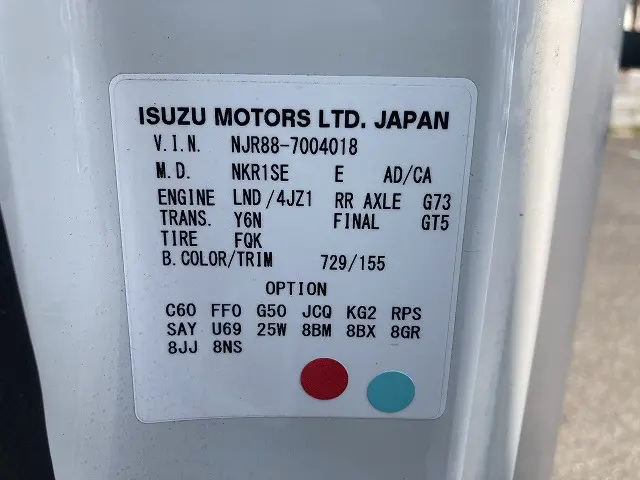 ISUZU MOTORS LTD. JAPAN
V.I.N. NJR88-7004018
M.D. NKR1SE E AD/CA
ENGINE LND/4JZ1 RR AXLE G73
TRANS. Y6N FINAL GT5
TIRE FQK
B.COLOR/TRIM 729/155
OPTION
C60 FF0 G50 JCQ KG2 RPS
SAY U69 25W 8BM 8BX 8GR
8JJ 8NS